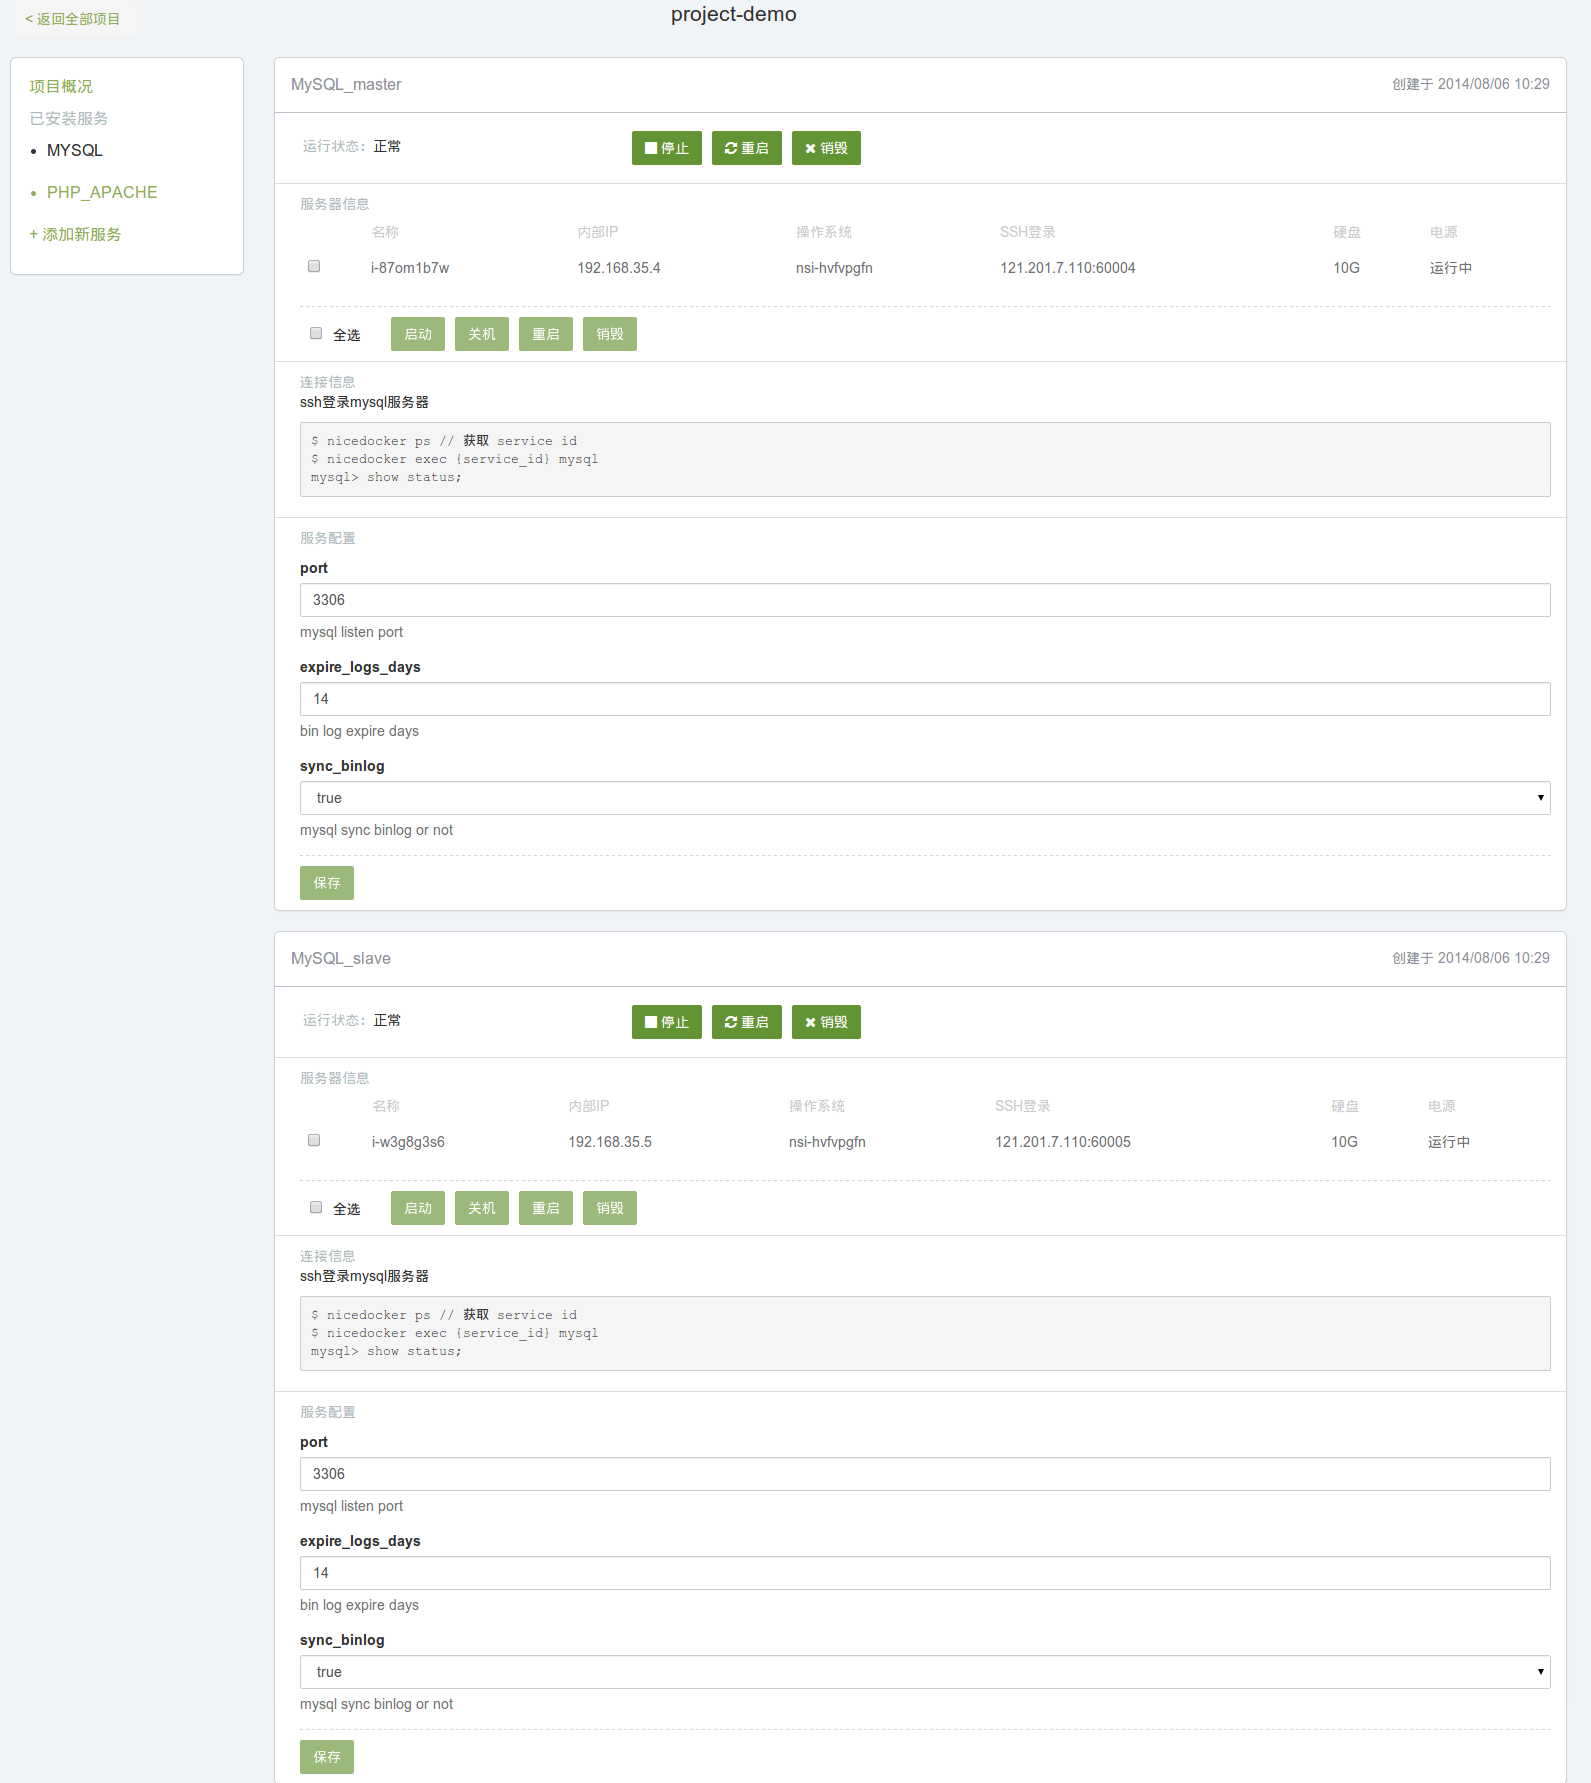 < 返回全部项目
project-demo
项目概况
已安装服务
• MYSQL
• PHP_APACHE
+ 添加新服务
MySQL_master 创建于 2014/08/06 10:29
运行状态: 正常 停止 重启 销毁
服务器信息
名称 内部IP 操作系统 SSH登录 硬盘 电源
i-87om1b7w 192.168.35.4 nsi-hvfvpgfn 121.201.7.110:60004 10G 运行中
全选 启动 关机 重启 销毁
连接信息
ssh登录mysql服务器
$ nicedocker ps // 获取 service id
$ nicedocker exec {service_id} mysql
mysql> show status;
服务配置
port
3306
mysql listen port
expire_logs_days
14
bin log expire days
sync_binlog
true
mysql sync binlog or not
保存
MySQL_slave 创建于 2014/08/06 10:29
运行状态: 正常 停止 重启 销毁
服务器信息
名称 内部IP 操作系统 SSH登录 硬盘 电源
i-w3g8g3s6 192.168.35.5 nsi-hvfvpgfn 121.201.7.110:60005 10G 运行中
全选 启动 关机 重启 销毁
连接信息
ssh登录mysql服务器
$ nicedocker ps // 获取 service id
$ nicedocker exec {service_id} mysql
mysql> show status;
服务配置
port
3306
mysql listen port
expire_logs_days
14
bin log expire days
sync_binlog
true
mysql sync binlog or not
保存